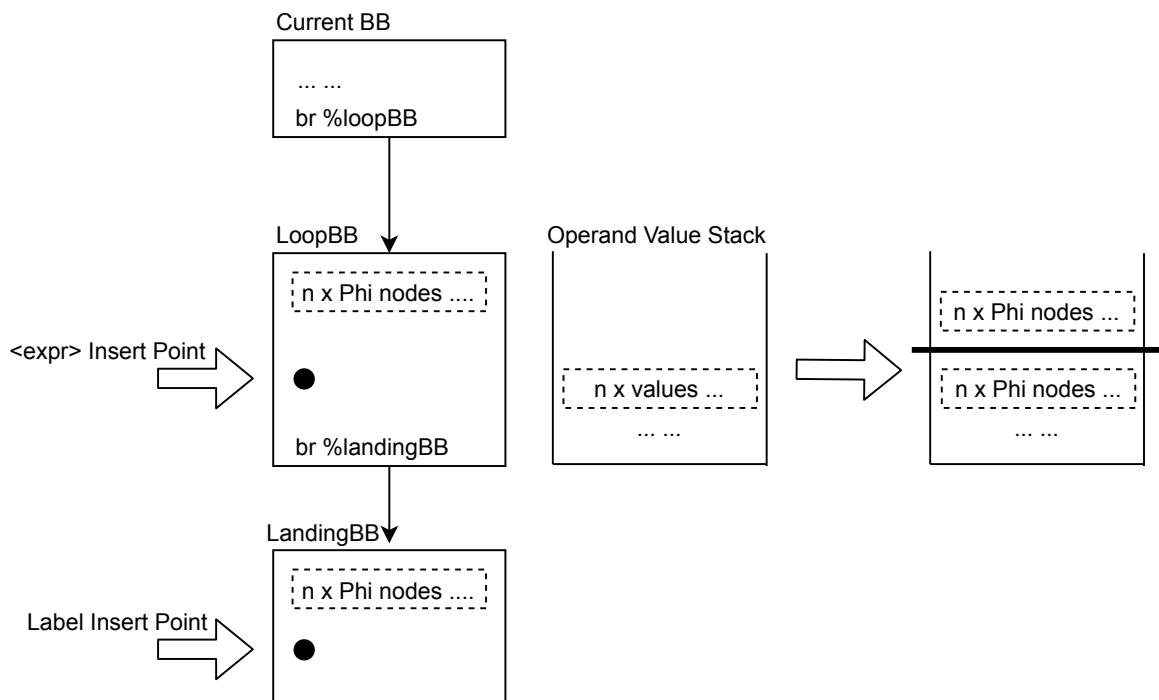 Current BB
... ...
br %loopBB
LoopBB
Operand Value Stack
n x Phi nodes ....
n x Phi nodes ...
<expr> Insert Point
n x values ...
n x Phi nodes ...
... ...
... ...
br %landingBB
LandingBB
n x Phi nodes ....
Label Insert Point